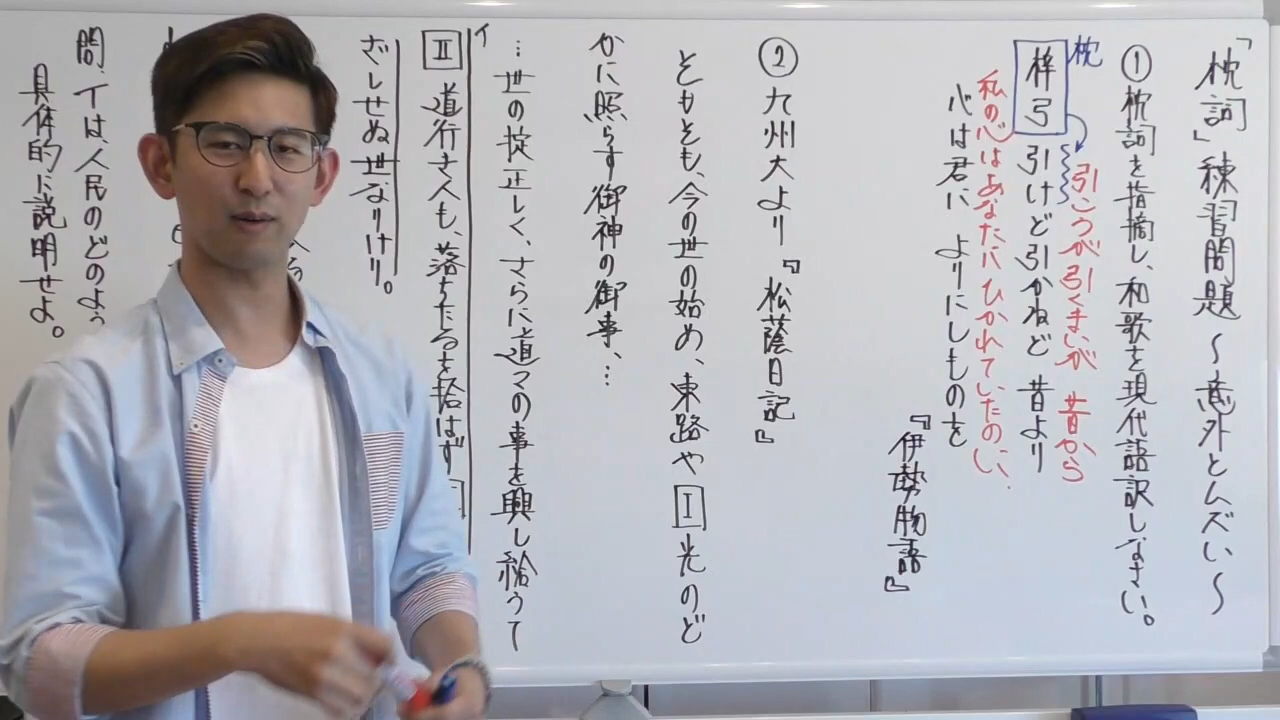 「枕詞」練習問題 〜意外とムズい〜
①枕詞を指摘し、和歌を現代語訳しなさい。
枕
引こうが引くまいが 昔から
梓弓 引けど引かねど 昔より
私の心はあなたにひかれていたのに、、
心は君に よりにしものを
『伊勢物語』
② 九州大より 『松蔭日記』
ともとも、今の世の始め、東路や Ⅰ 光のど
かに照らす御神の御事、…
イ
…世の掟正しく、さらに道々の事を興し給うて
Ⅱ 道行き人も、落ちたるを拾はず
ざしせぬ世なりけり。
問、イは、人民のどのよう
具体的に説明せよ。